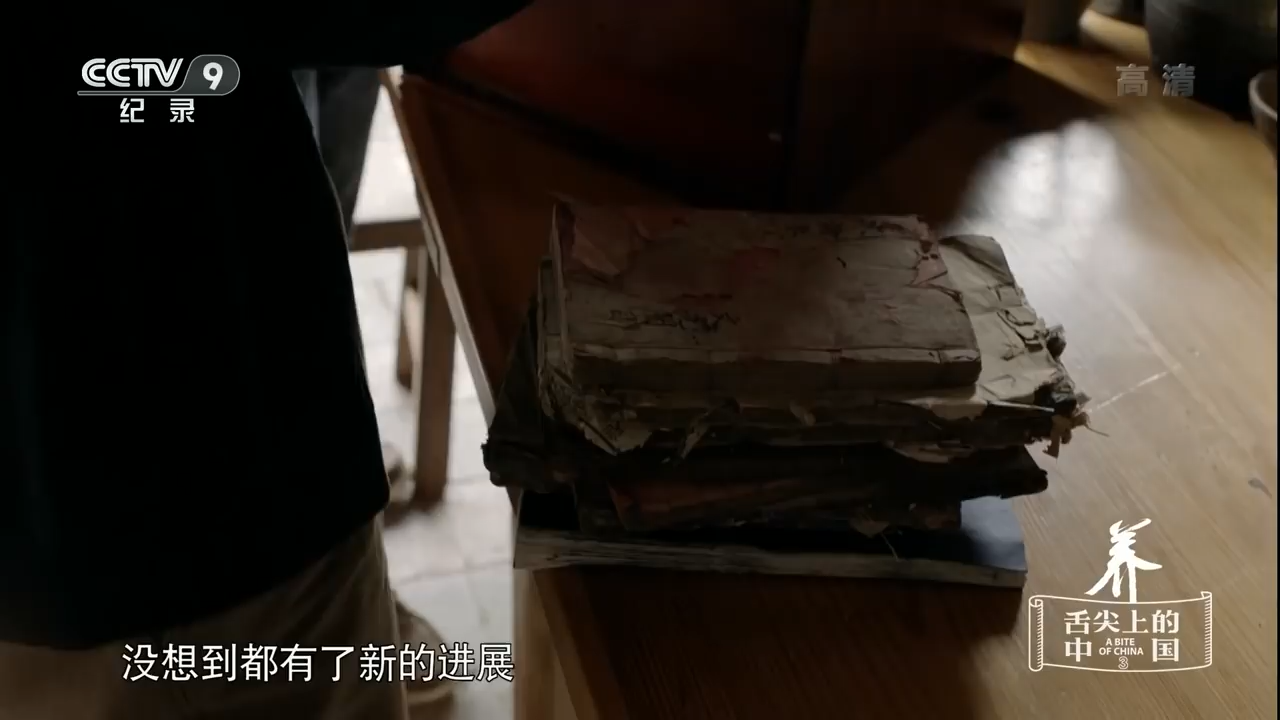 CCTV 9
纪录
高清
养
舌尖上的
中国
A BITE
OF CHINA
3
没想到都有了新的进展